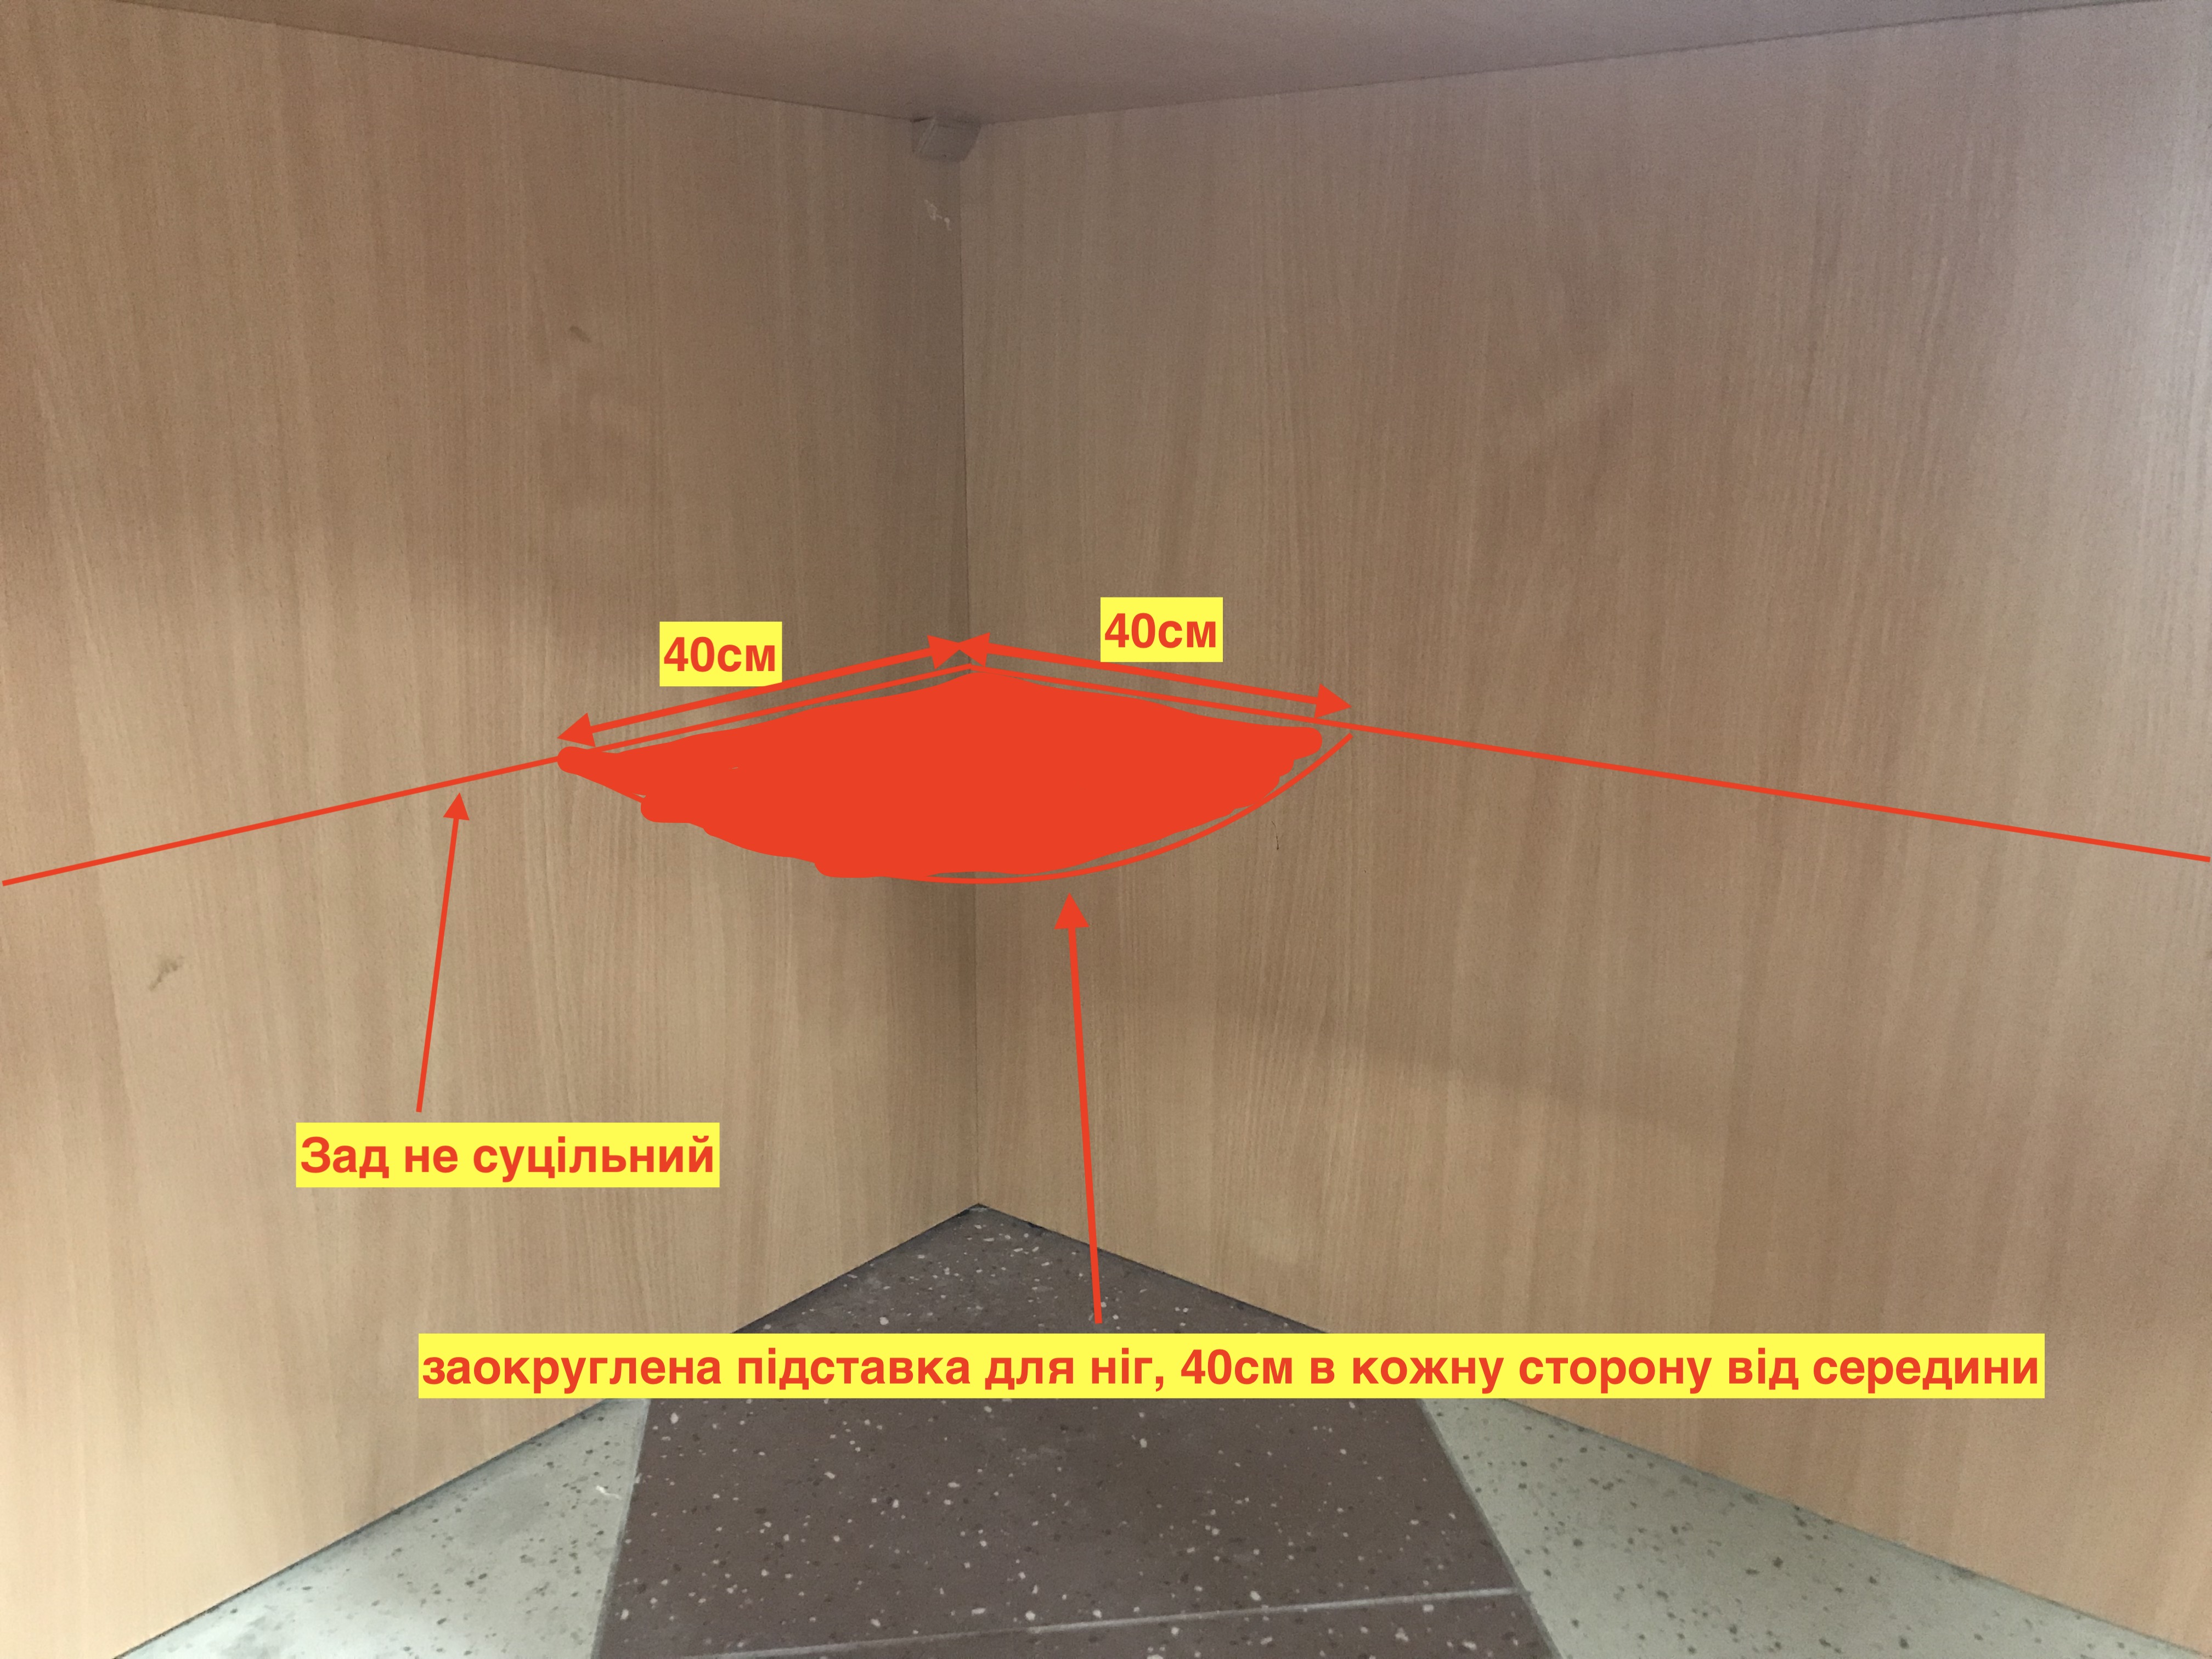 40см
40см
Зад не суцільний
заокруглена підставка для ніг, 40см в кожну сторону від середини